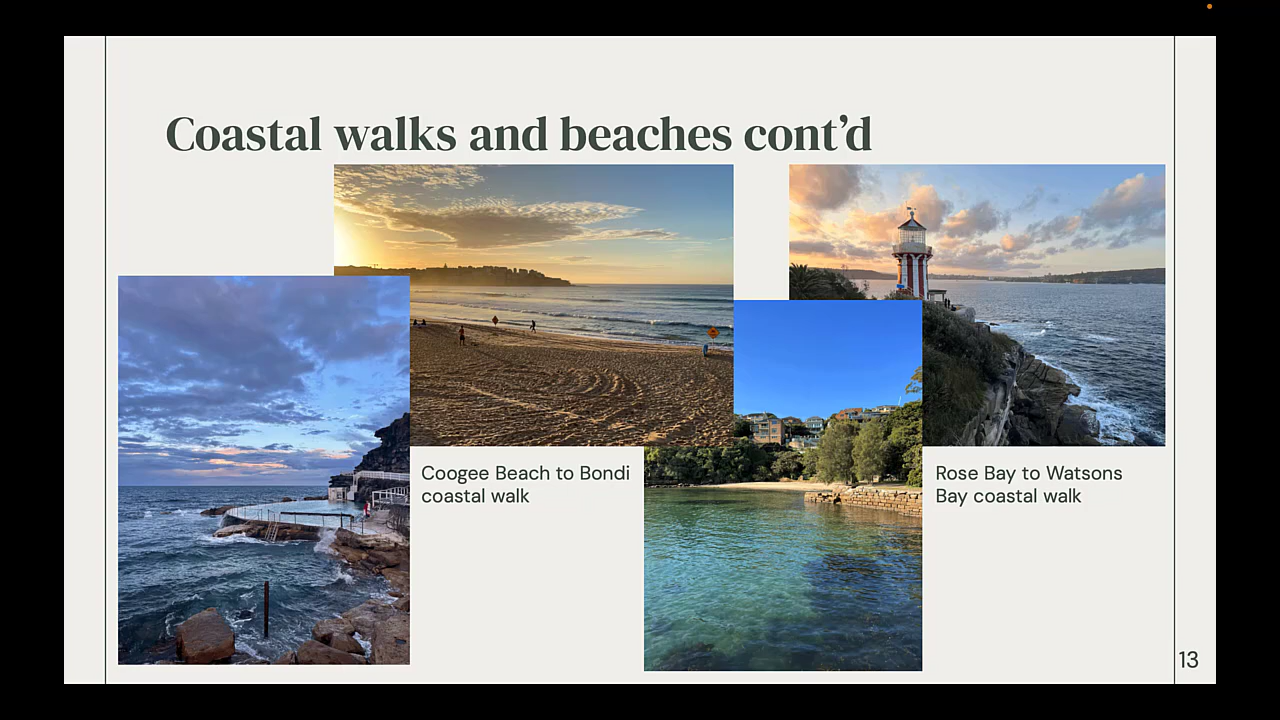 Coastal walks and beaches cont’d
Coogee Beach to Bondi
coastal walk
Rose Bay to Watsons
Bay coastal walk
13